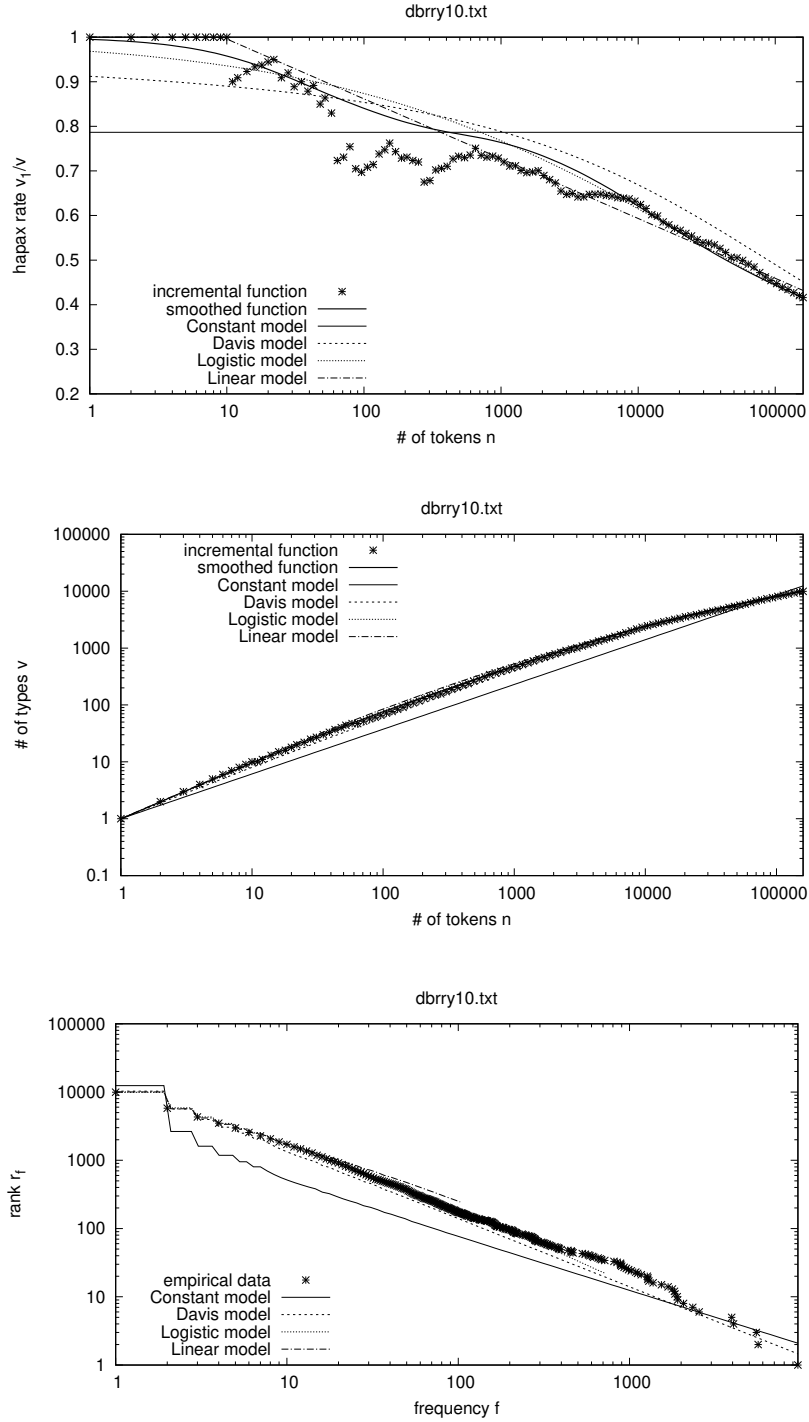 dbrry10.txt
1
0.9
0.8
0.7
0.6
0.5
0.4
0.3
0.2
hapax rate v1/v
incremental function
smoothed function
Constant model
Davis model
Logistic model
Linear model
1 10 100 1000 10000 100000
# of tokens n
dbrry10.txt
100000
10000
1000
100
10
1
0.1
# of types v
incremental function
smoothed function
Constant model
Davis model
Logistic model
Linear model
1 10 100 1000 10000 100000
# of tokens n
dbrry10.txt
100000
10000
1000
100
10
1
rank rf
empirical data
Constant model
Davis model
Logistic model
Linear model
1 10 100 1000
frequency f